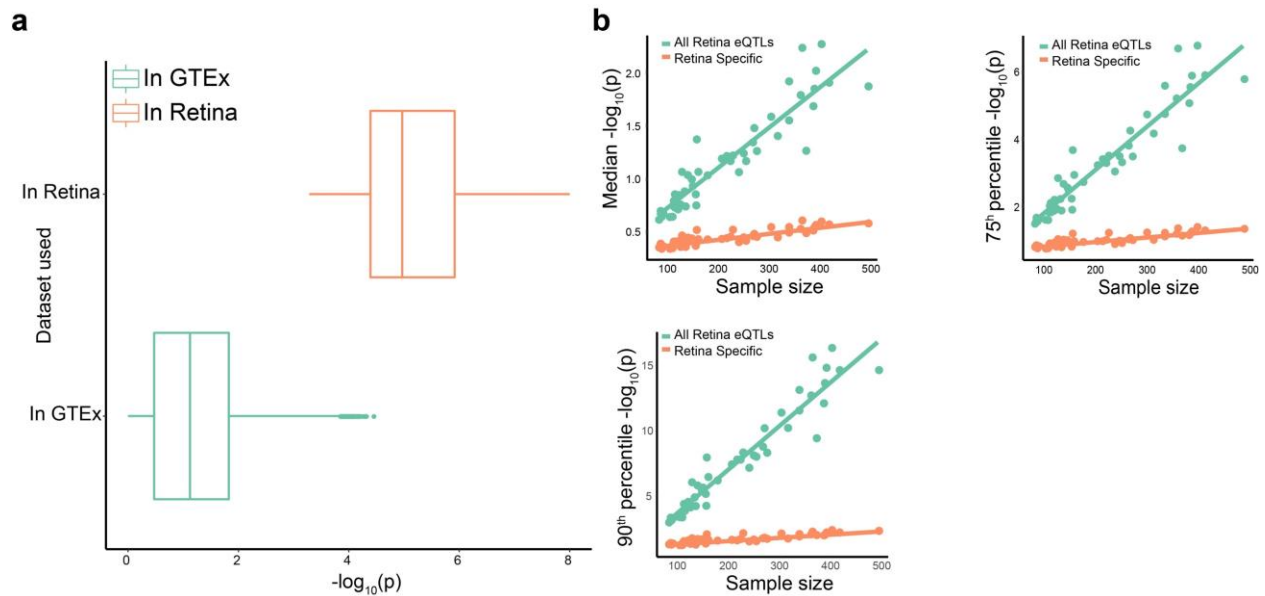 a
In GTEx
In Retina
In Retina
In GTEx
Dataset used
0 2 4 6 8
-log10(p)
b
All Retina eQTLs
Retina Specific
Median -log10(p)
2.0
1.5
1.0
0.5
100 200 300 400 500
Sample size
All Retina eQTLs
Retina Specific
75h percentile -log10(p)
6
4
2
100 200 300 400 500
Sample size
All Retina eQTLs
Retina Specific
90th percentile -log10(p)
15
10
5
100 200 300 400 500
Sample size